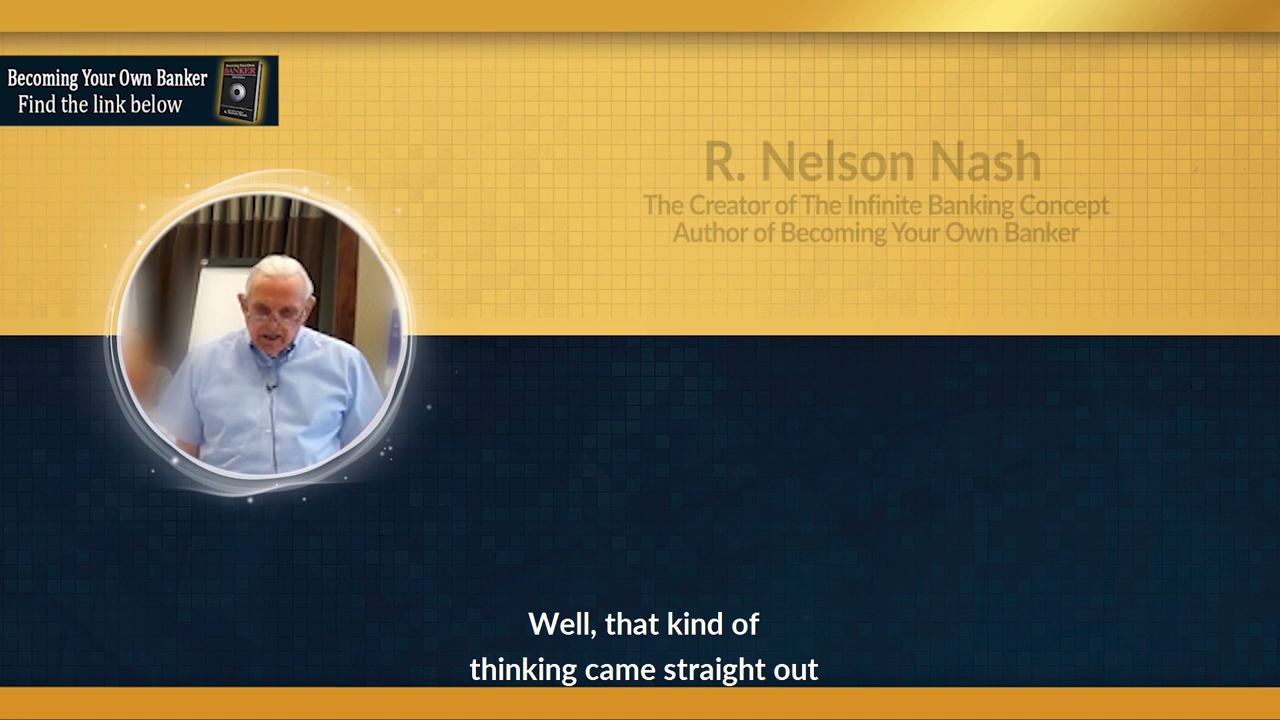 Becoming Your Own Banker
Find the link below
R. Nelson Nash
The Creator of The Infinite Banking Concept
Author of Becoming Your Own Banker
Well, that kind of
thinking came straight out